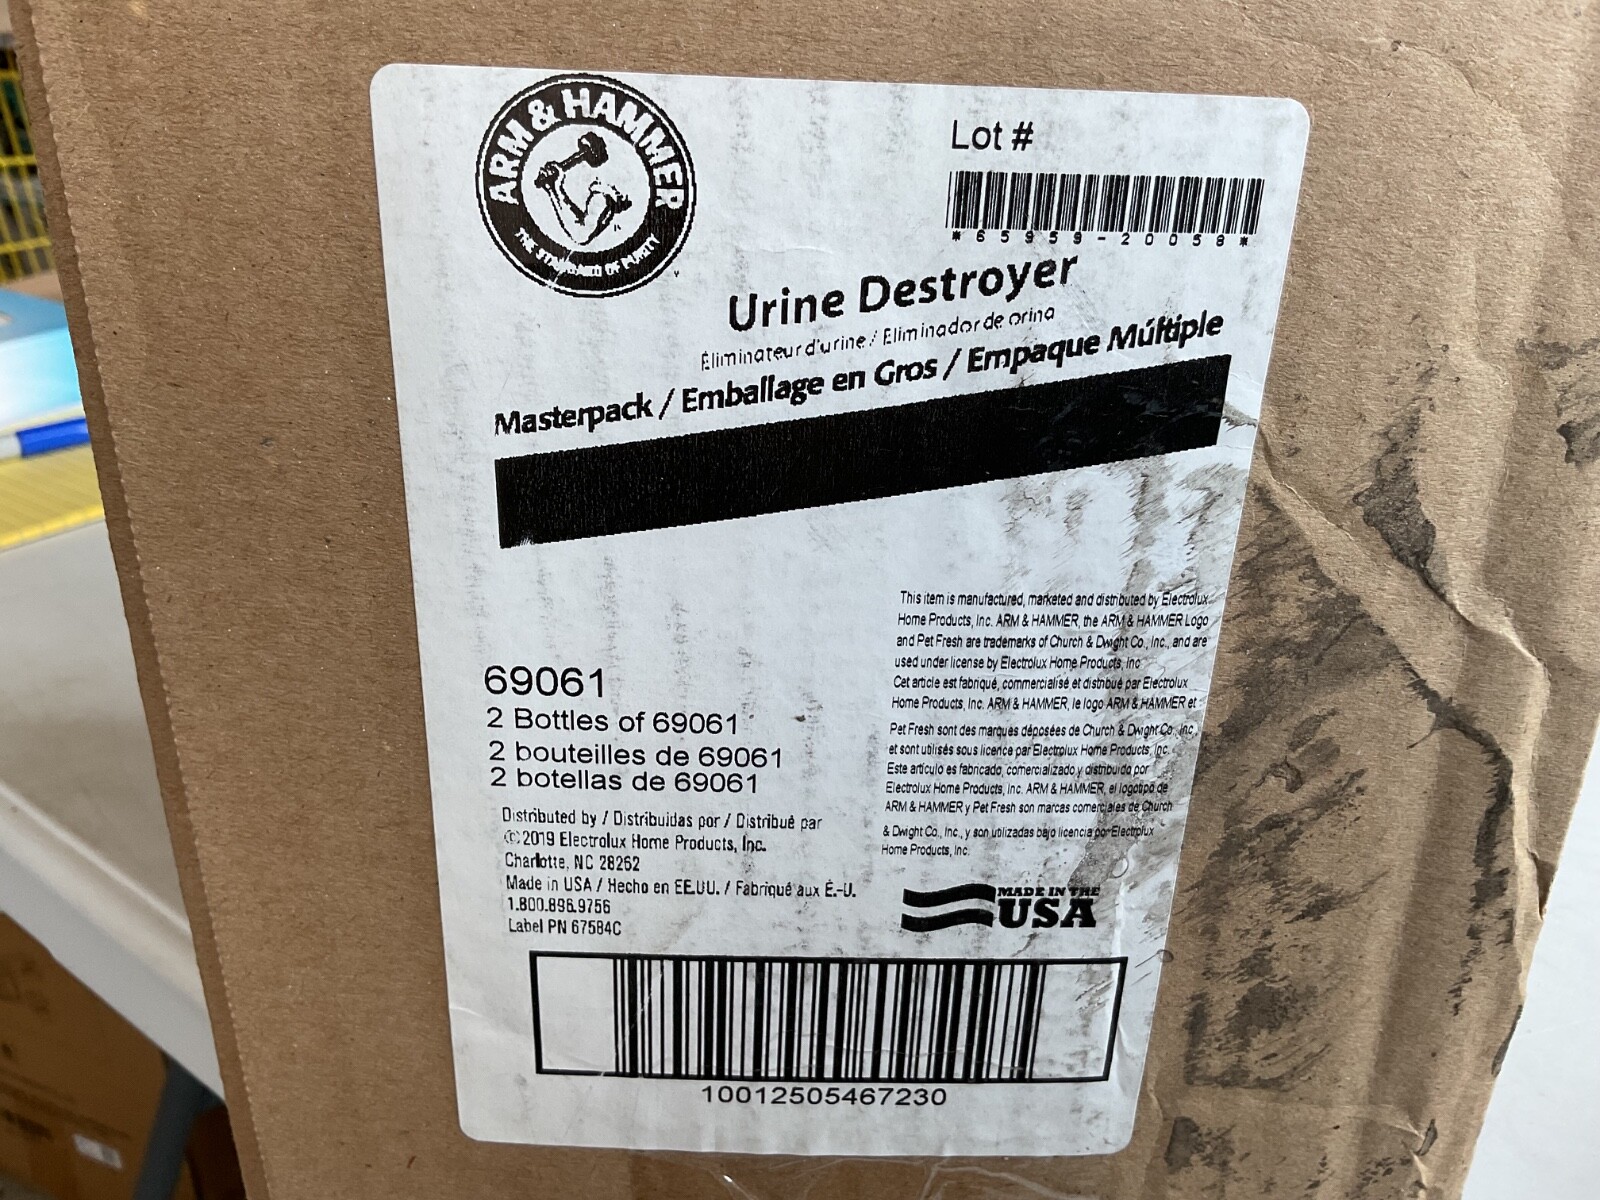 ARM & HAMMER
THE STANDARD OF PURITY
Lot #
*65959-20058*
Urine Destroyer
Éliminateur d'urine / Eliminador de orina
Masterpack / Emballage en Gros / Empaque Múltiple
69061
2 Bottles of 69061
2 bouteilles de 69061
2 botellas de 69061
Distributed by / Distribuidas por / Distribué par
©2019 Electrolux Home Products, Inc.
Charlotte, NC 28262
Made in USA / Hecho en EE.UU. / Fabriqué aux É.-U.
1.800.896.9756
Label PN 67584C
This item is manufactured, marketed and distributed by Electrolux
Home Products, Inc. ARM & HAMMER, the ARM & HAMMER Logo
and Pet Fresh are trademarks of Church & Dwight Co., Inc., and are
used under license by Electrolux Home Products, Inc
Cet article est fabriqué, commercialisé et distribué par Electrolux
Home Products, Inc. ARM & HAMMER, le logo ARM & HAMMER et
Pet Fresh sont des marques déposées de Church & Dwight Co., Inc,
et sont utilisés sous licence par Electrolux Home Products, Inc.
Este artículo es fabricado, comercializado y distribuido por
Electrolux Home Products, Inc. ARM & HAMMER, el logotipo de
ARM & HAMMER y Pet Fresh son marcas comerciales de Church
& Dwight Co., Inc., y son utilizadas bajo licencia por Electrolux
Home Products, Inc.
MADE IN THE
USA
10012505467230